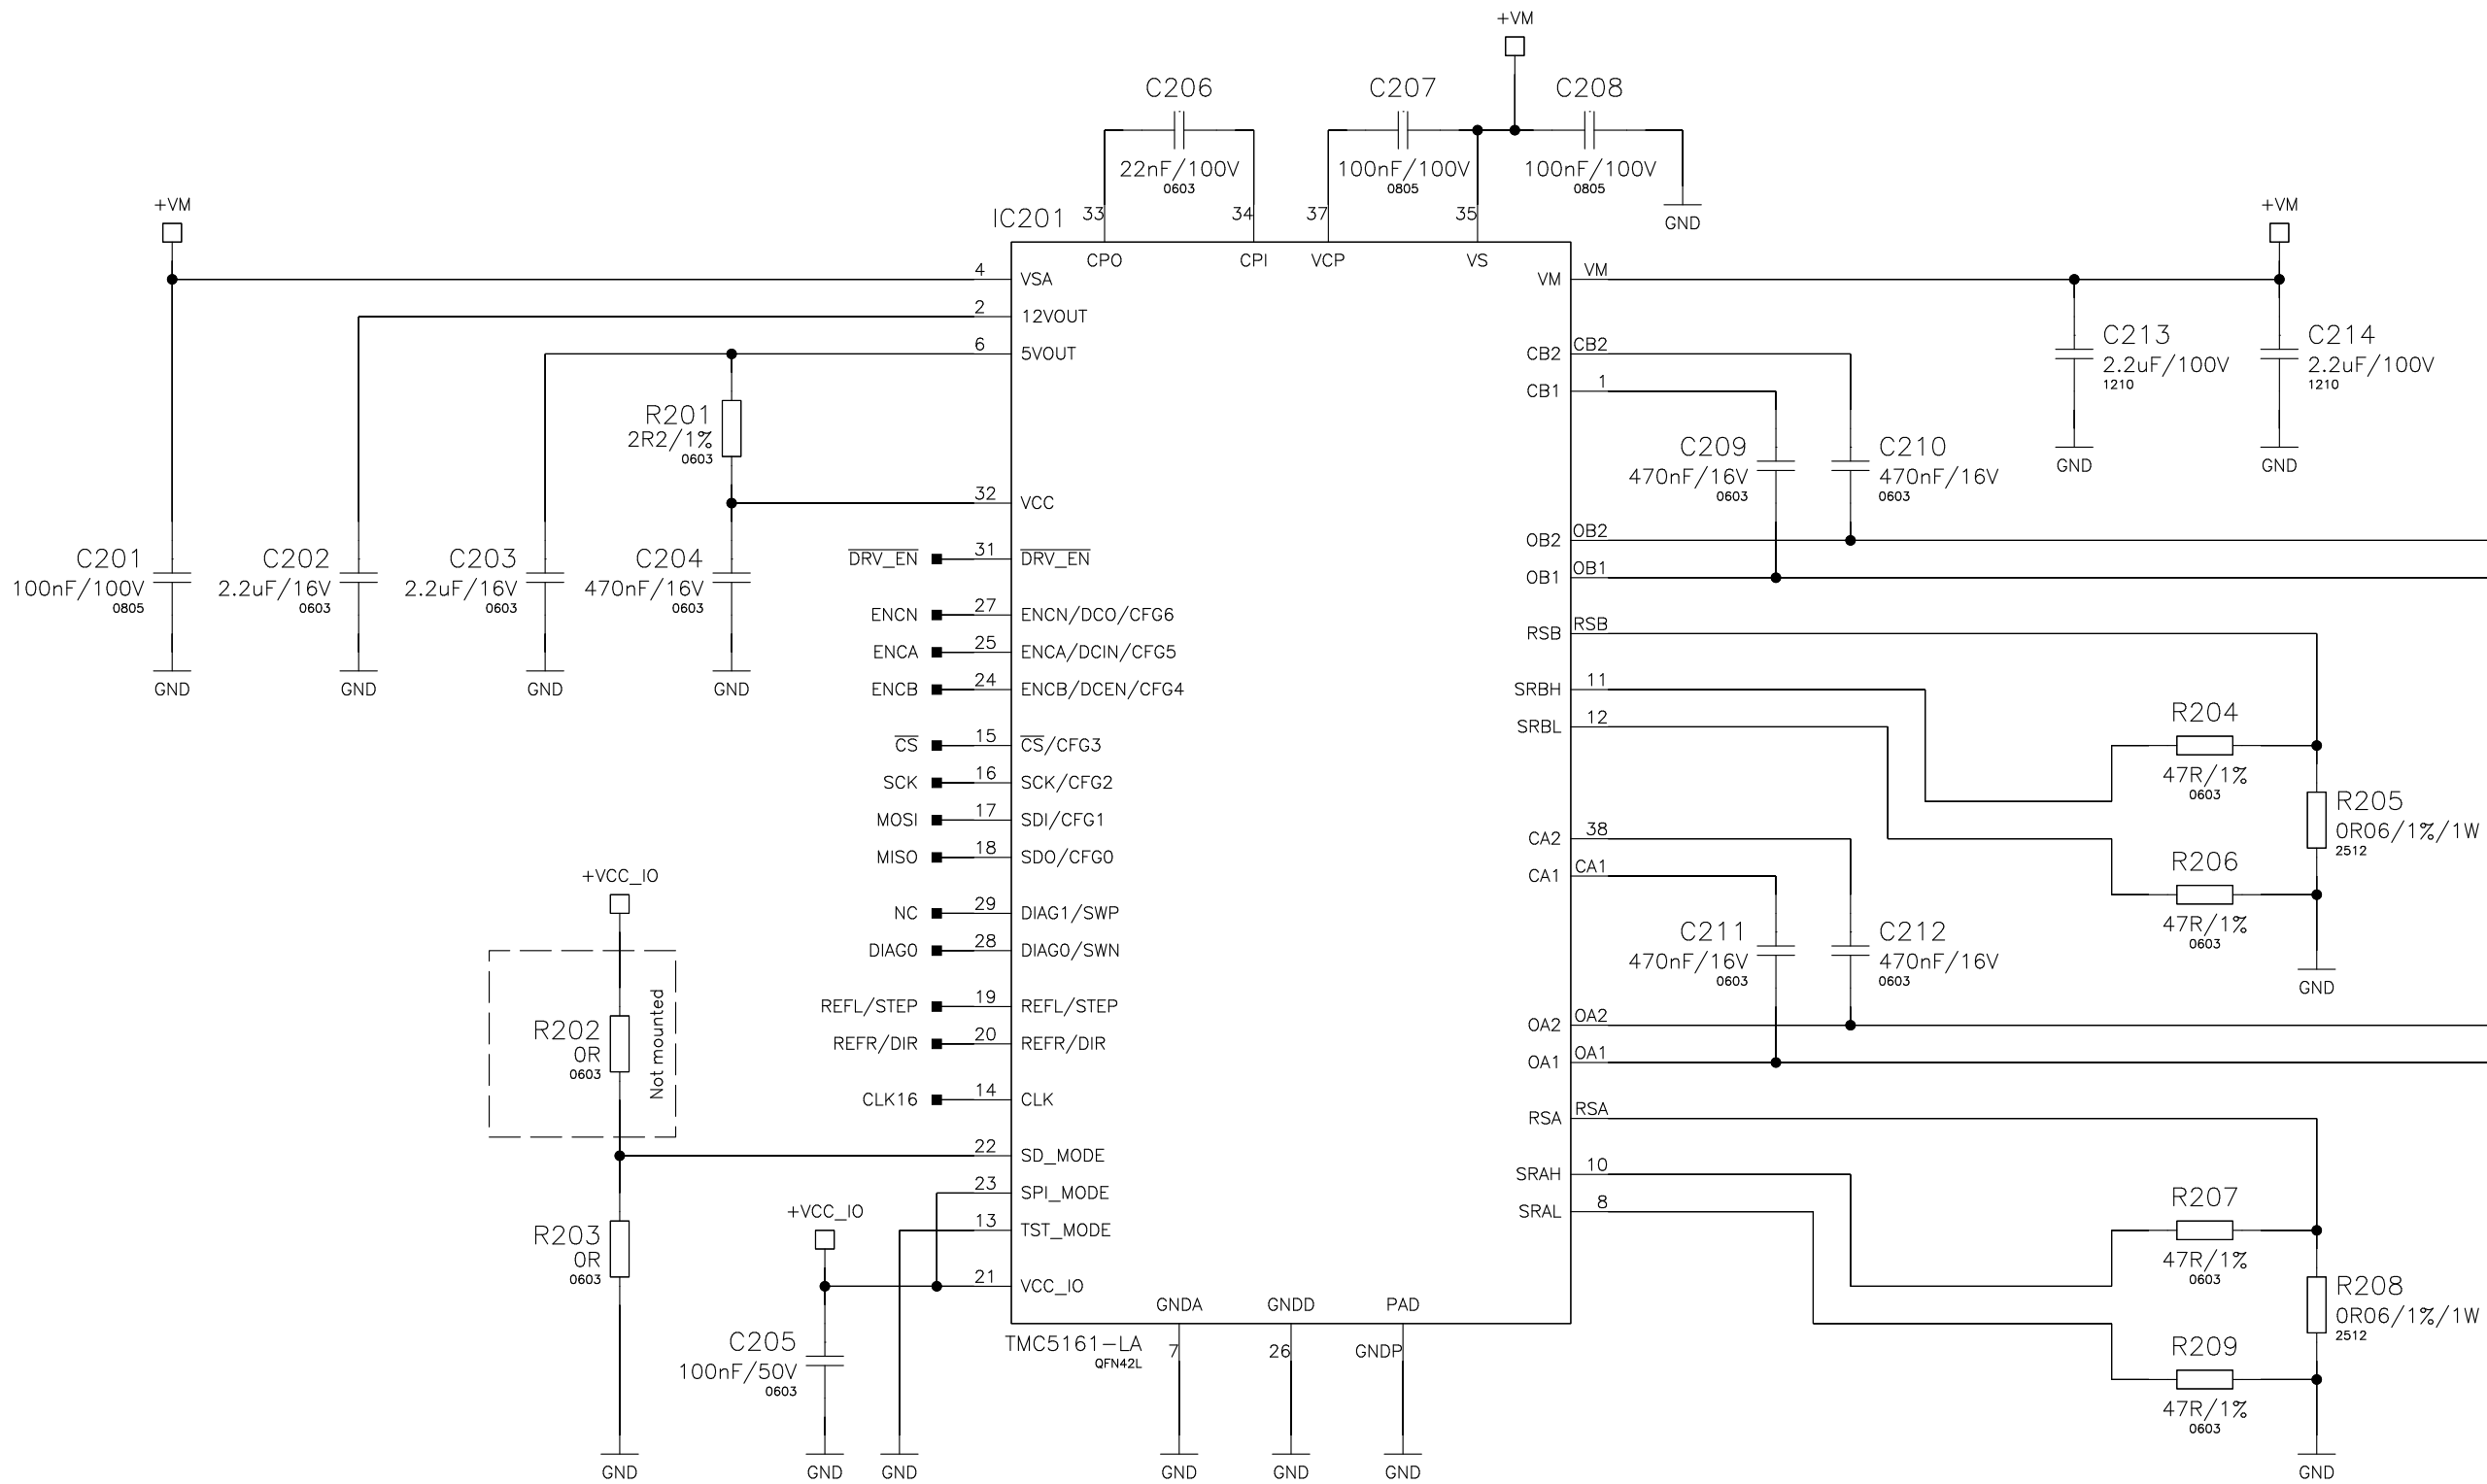 +VM
C206
22nF/100V
0603
C207
100nF/100V
0805
C208
100nF/100V
0805
GND
+VM
+VM
IC201
33
34
37
35
CPO
CPI
VCP
VS
4
VSA
2
12VOUT
6
5VOUT
R201
2R2/1%
0603
32
VCC
C201
100nF/100V
0805
GND
C202
2.2uF/16V
0603
GND
C203
2.2uF/16V
0603
GND
C204
470nF/16V
0603
GND
DRV_EN
31
DRV_EN
ENCN
27
ENCN/DCO/CFG6
ENCA
25
ENCA/DCIN/CFG5
ENCB
24
ENCB/DCEN/CFG4
CS
15
CS/CFG3
SCK
16
SCK/CFG2
MOSI
17
SDI/CFG1
MISO
18
SDO/CFG0
NC
29
DIAG1/SWP
DIAG0
28
DIAG0/SWN
REFL/STEP
19
REFL/STEP
REFR/DIR
20
REFR/DIR
CLK16
14
CLK
22
SD_MODE
23
SPI_MODE
13
TST_MODE
21
VCC_IO
+VCC_IO
R202
0R
0603
Not mounted
R203
0R
0603
GND
+VCC_IO
C205
100nF/50V
0603
GND
GND
GNDA
GNDD
PAD
TMC5161-LA
QFN42L
7
26
GNDP
GND
GND
GND
VM
VM
CB2
CB2
CB1
1
C209
470nF/16V
0603
C210
470nF/16V
0603
C213
2.2uF/100V
1210
GND
C214
2.2uF/100V
1210
GND
OB2
OB2
OB1
OB1
RSB
RSB
SRBH
11
SRBL
12
R204
47R/1%
0603
R205
0R06/1%/1W
2512
R206
47R/1%
0603
GND
CA2
38
CA1
CA1
C211
470nF/16V
0603
C212
470nF/16V
0603
OA2
OA2
OA1
OA1
RSA
RSA
SRAH
10
SRAL
8
R207
47R/1%
0603
R208
0R06/1%/1W
2512
R209
47R/1%
0603
GND